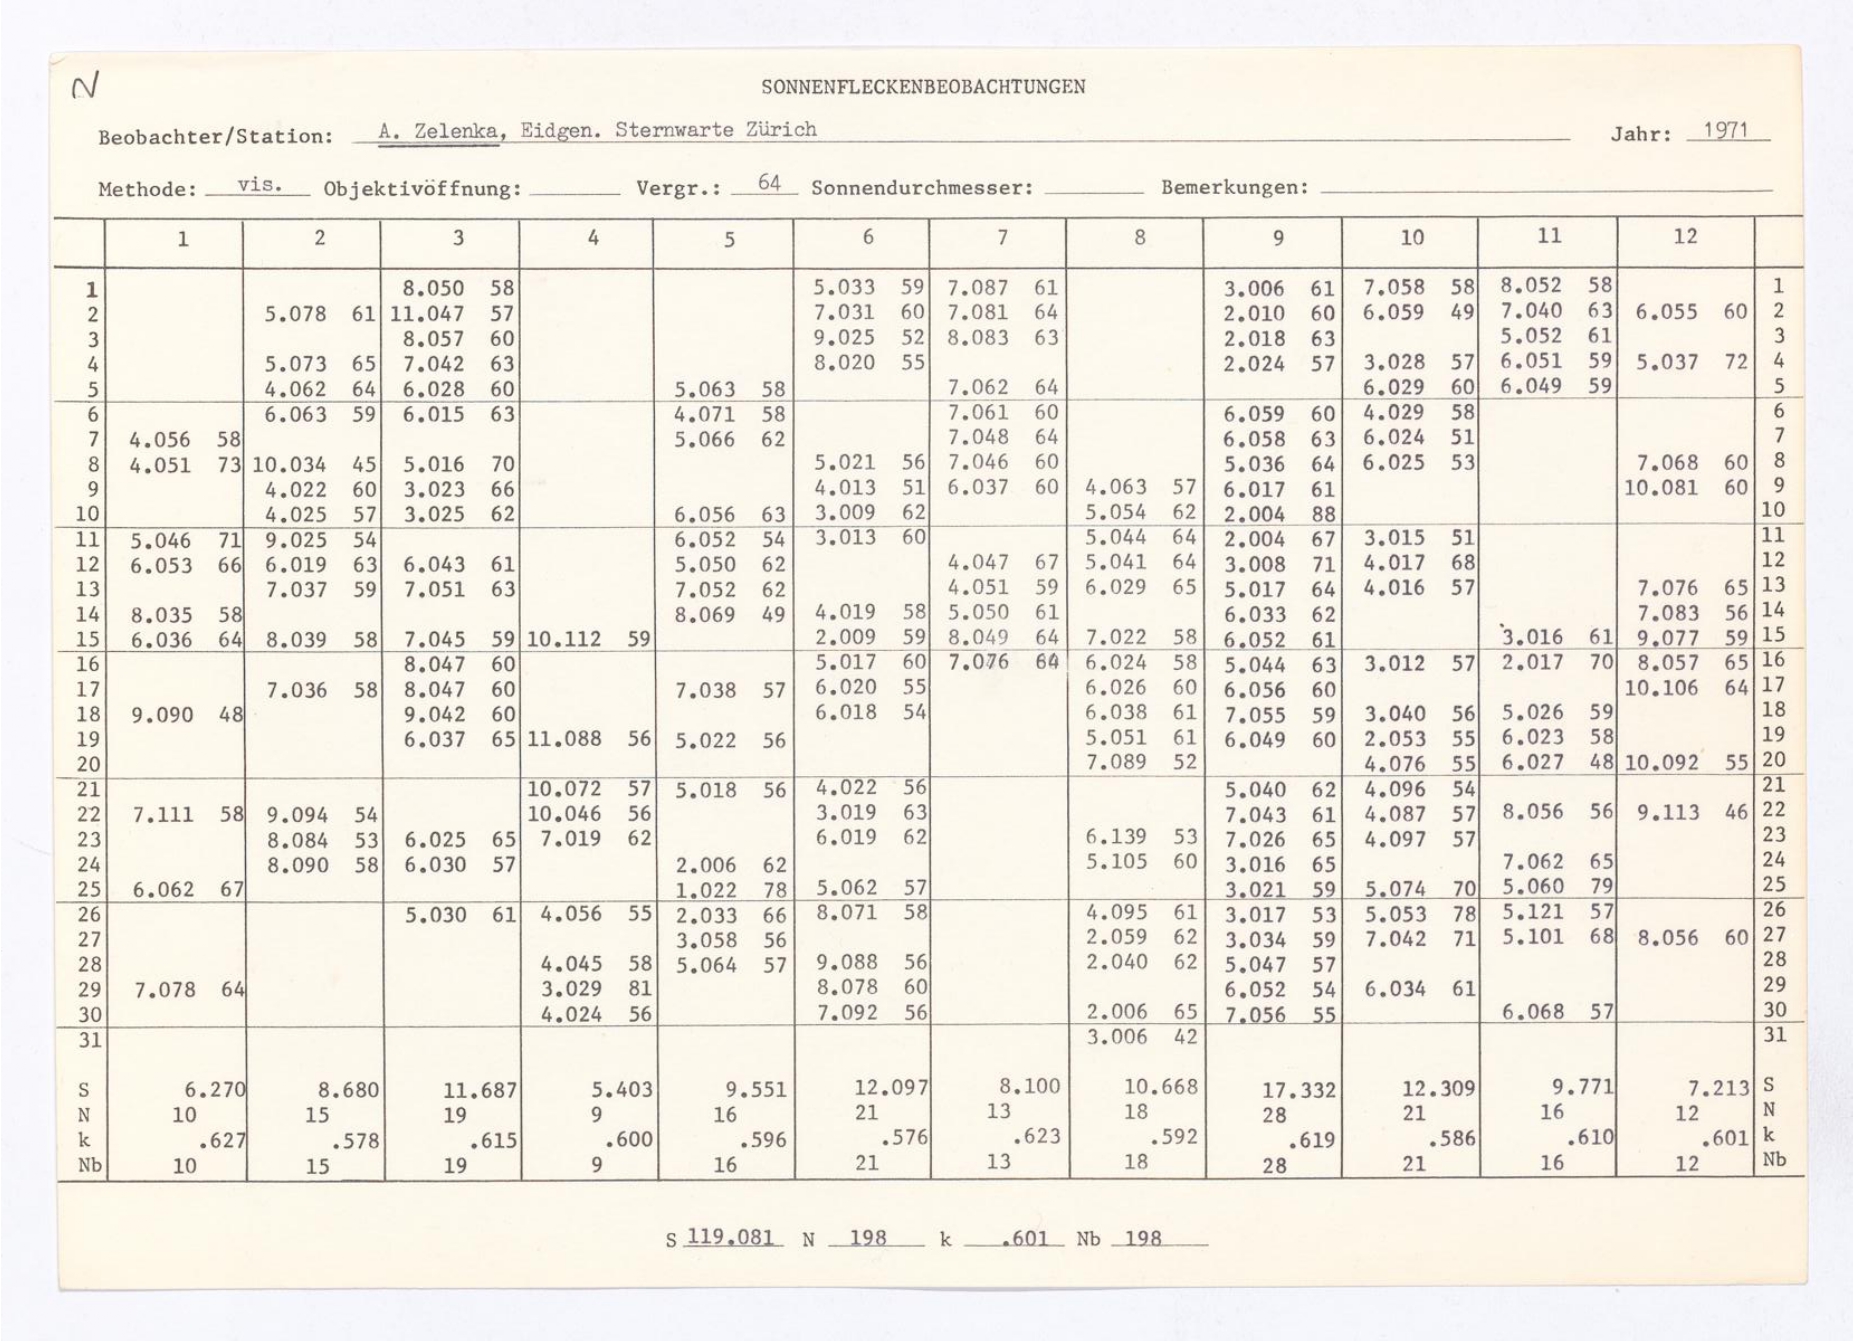 N
SONNENFLECKENBEOBACHTUNGEN
Beobachter/Station: A. Zelenka, Eidgen. Sternwarte Zürich Jahr: 1971
Methode: vis. Objektivöffnung: Vergr.: 64 Sonnendurchmesser: Bemerkungen:
1 2 3 4 5 6 7 8 9 10 11 12
1 8.050 58 5.033 59 7.087 61 3.006 61 7.058 58 8.052 58 1
2 5.078 61 11.047 57 7.031 60 7.081 64 2.010 60 6.059 49 7.040 63 6.055 60 2
3 8.057 60 9.025 52 8.083 63 2.018 63 5.052 61 3
4 5.073 65 7.042 63 8.020 55 2.024 57 3.028 57 6.051 59 5.037 72 4
5 4.062 64 6.028 60 5.063 58 7.062 64 6.029 60 6.049 59 5
6 6.063 59 6.015 63 4.071 58 7.061 60 6.059 60 4.029 58 6
7 4.056 58 5.066 62 7.048 64 6.058 63 6.024 51 7
8 4.051 73 10.034 45 5.016 70 5.021 56 7.046 60 5.036 64 6.025 53 7.068 60 8
9 4.022 60 3.023 66 4.013 51 6.037 60 4.063 57 6.017 61 10.081 60 9
10 4.025 57 3.025 62 6.056 63 3.009 62 5.054 62 2.004 88 10
11 5.046 71 9.025 54 6.052 54 3.013 60 5.044 64 2.004 67 3.015 51 11
12 6.053 66 6.019 63 6.043 61 5.050 62 4.047 67 5.041 64 3.008 71 4.017 68 12
13 7.037 59 7.051 63 7.052 62 4.051 59 6.029 65 5.017 64 4.016 57 7.076 65 13
14 8.035 58 8.069 49 4.019 58 5.050 61 6.033 62 7.083 56 14
15 6.036 64 8.039 58 7.045 59 10.112 59 2.009 59 8.049 64 7.022 58 6.052 61 3.016 61 9.077 59 15
16 8.047 60 5.017 60 7.076 64 6.024 58 5.044 63 3.012 57 2.017 70 8.057 65 16
17 7.036 58 8.047 60 7.038 57 6.020 55 6.026 60 6.056 60 10.106 64 17
18 9.090 48 9.042 60 6.018 54 6.038 61 7.055 59 3.040 56 5.026 59 18
19 6.037 65 11.088 56 5.022 56 5.051 61 6.049 60 2.053 55 6.023 58 19
20 7.089 52 4.076 55 6.027 48 10.092 55 20
21 10.072 57 5.018 56 4.022 56 5.040 62 4.096 54 21
22 7.111 58 9.094 54 10.046 56 3.019 63 7.043 61 4.087 57 8.056 56 9.113 46 22
23 8.084 53 6.025 65 7.019 62 6.019 62 6.139 53 7.026 65 4.097 57 23
24 8.090 58 6.030 57 2.006 62 5.105 60 3.016 65 7.062 65 24
25 6.062 67 1.022 78 5.062 57 3.021 59 5.074 70 5.060 79 25
26 5.030 61 4.056 55 2.033 66 8.071 58 4.095 61 3.017 53 5.053 78 5.121 57 26
27 3.058 56 2.059 62 3.034 59 7.042 71 5.101 68 8.056 60 27
28 4.045 58 5.064 57 9.088 56 2.040 62 5.047 57 28
29 7.078 64 3.029 81 8.078 60 6.052 54 6.034 61 29
30 4.024 56 7.092 56 2.006 65 7.056 55 6.068 57 30
31 3.006 42 31
S 6.270 8.680 11.687 5.403 9.551 12.097 8.100 10.668 17.332 12.309 9.771 7.213 S
N 10 15 19 9 16 21 13 18 28 21 16 12 N
k .627 .578 .615 .600 .596 .576 .623 .592 .619 .586 .610 .601 k
Nb 10 15 19 9 16 21 13 18 28 21 16 12 Nb
S 119.081 N 198 k .601 Nb 198